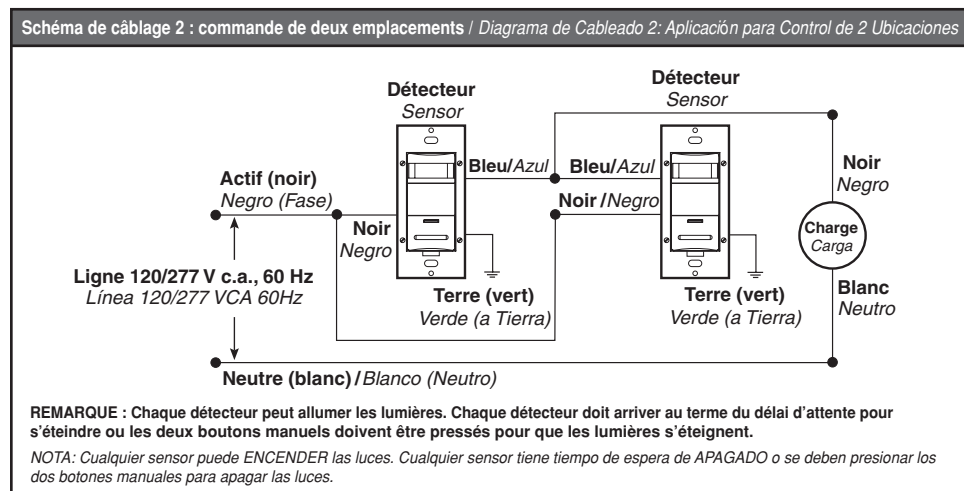 Schéma de câblage 2 : commande de deux emplacements / Diagrama de Cableado 2: Aplicación para Control de 2 Ubicaciones
Détecteur
Sensor
Détecteur
Sensor
Bleu/Azul
Bleu/Azul
Noir
Negro
Actif (noir)
Negro (Fase)
Noir/Negro
Noir
Negro
Charge
Carga
Ligne 120/277 V c.a., 60 Hz
Línea 120/277 VCA 60Hz
Terre (vert)
Verde (a Tierra)
Terre (vert)
Verde (a Tierra)
Blanc
Neutro
Neutre (blanc)/Blanco (Neutro)
REMARQUE : Chaque détecteur peut allumer les lumières. Chaque détecteur doit arriver au terme du délai d'attente pour
s'éteindre ou les deux boutons manuels doivent être pressés pour que les lumières s'éteignent.
NOTA: Cualquier sensor puede ENCENDER las luces. Cualquier sensor tiene tiempo de espera de APAGADO o se deben presionar los
dos botones manuales para apagar las luces.